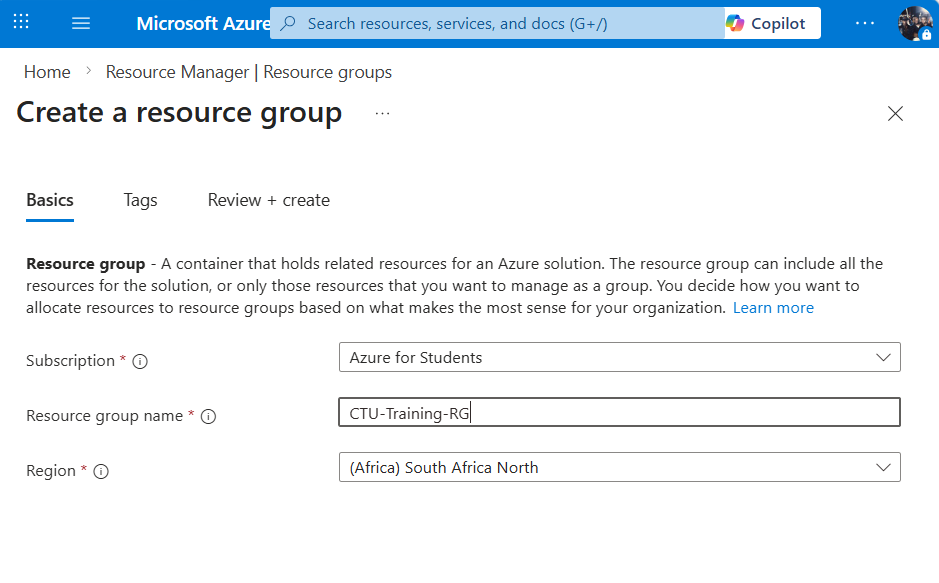 Microsoft Azure
Search resources, services, and docs (G+/)
Copilot
...
Home > Resource Manager | Resource groups
Create a resource group ...
Basics
Tags
Review + create
Resource group - A container that holds related resources for an Azure solution. The resource group can include all the
resources for the solution, or only those resources that you want to manage as a group. You decide how you want to
allocate resources to resource groups based on what makes the most sense for your organization. Learn more
Subscription *
Azure for Students
Resource group name *
CTU-Training-RG
Region *
(Africa) South Africa North